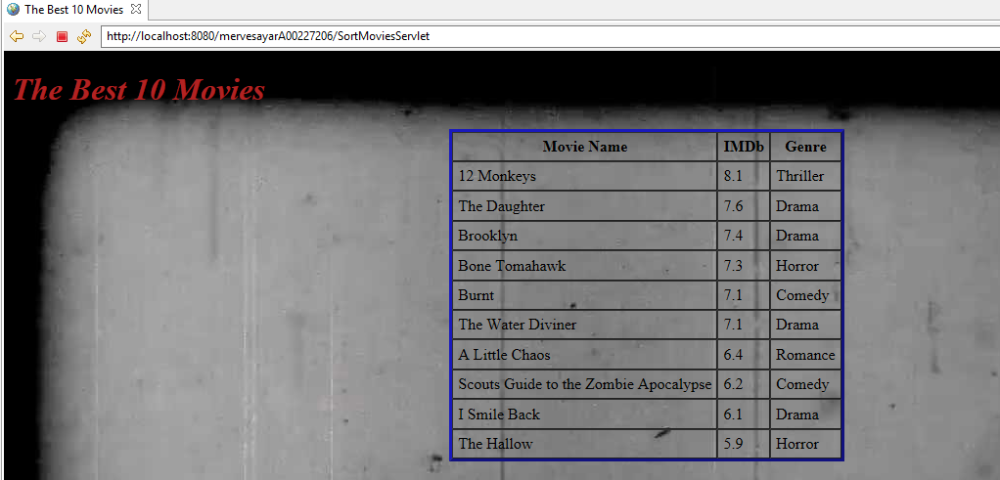 The Best 10 Movies
http://localhost:8080/mervesayarA00227206/SortMoviesServlet
The Best 10 Movies
Movie Name IMDb Genre
12 Monkeys 8.1 Thriller
The Daughter 7.6 Drama
Brooklyn 7.4 Drama
Bone Tomahawk 7.3 Horror
Burnt 7.1 Comedy
The Water Diviner 7.1 Drama
A Little Chaos 6.4 Romance
Scouts Guide to the Zombie Apocalypse 6.2 Comedy
I Smile Back 6.1 Drama
The Hallow 5.9 Horror